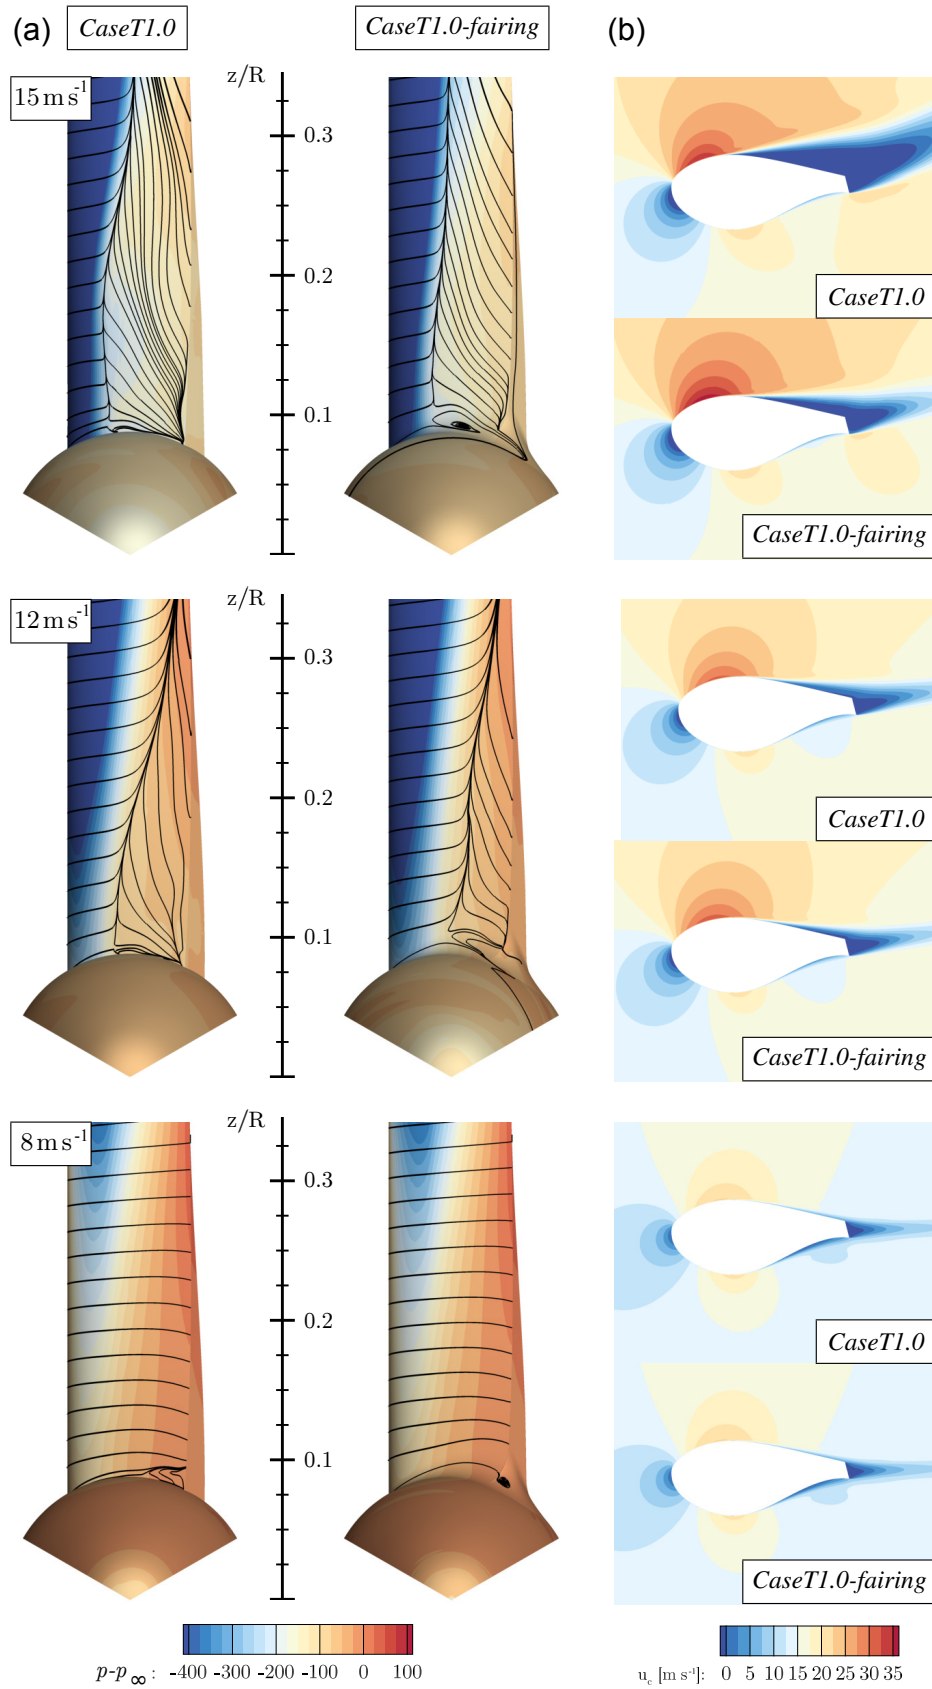 (a) CaseT1.0 CaseT1.0-fairing (b)
15 m s⁻¹ z/R
0.3
0.2
0.1
CaseT1.0
CaseT1.0-fairing
12 m s⁻¹ z/R
0.3
0.2
0.1
CaseT1.0
CaseT1.0-fairing
8 m s⁻¹ z/R
0.3
0.2
0.1
CaseT1.0
CaseT1.0-fairing
p-p∞: -400 -300 -200 -100 0 100
u_c [m s⁻¹]: 0 5 10 15 20 25 30 35